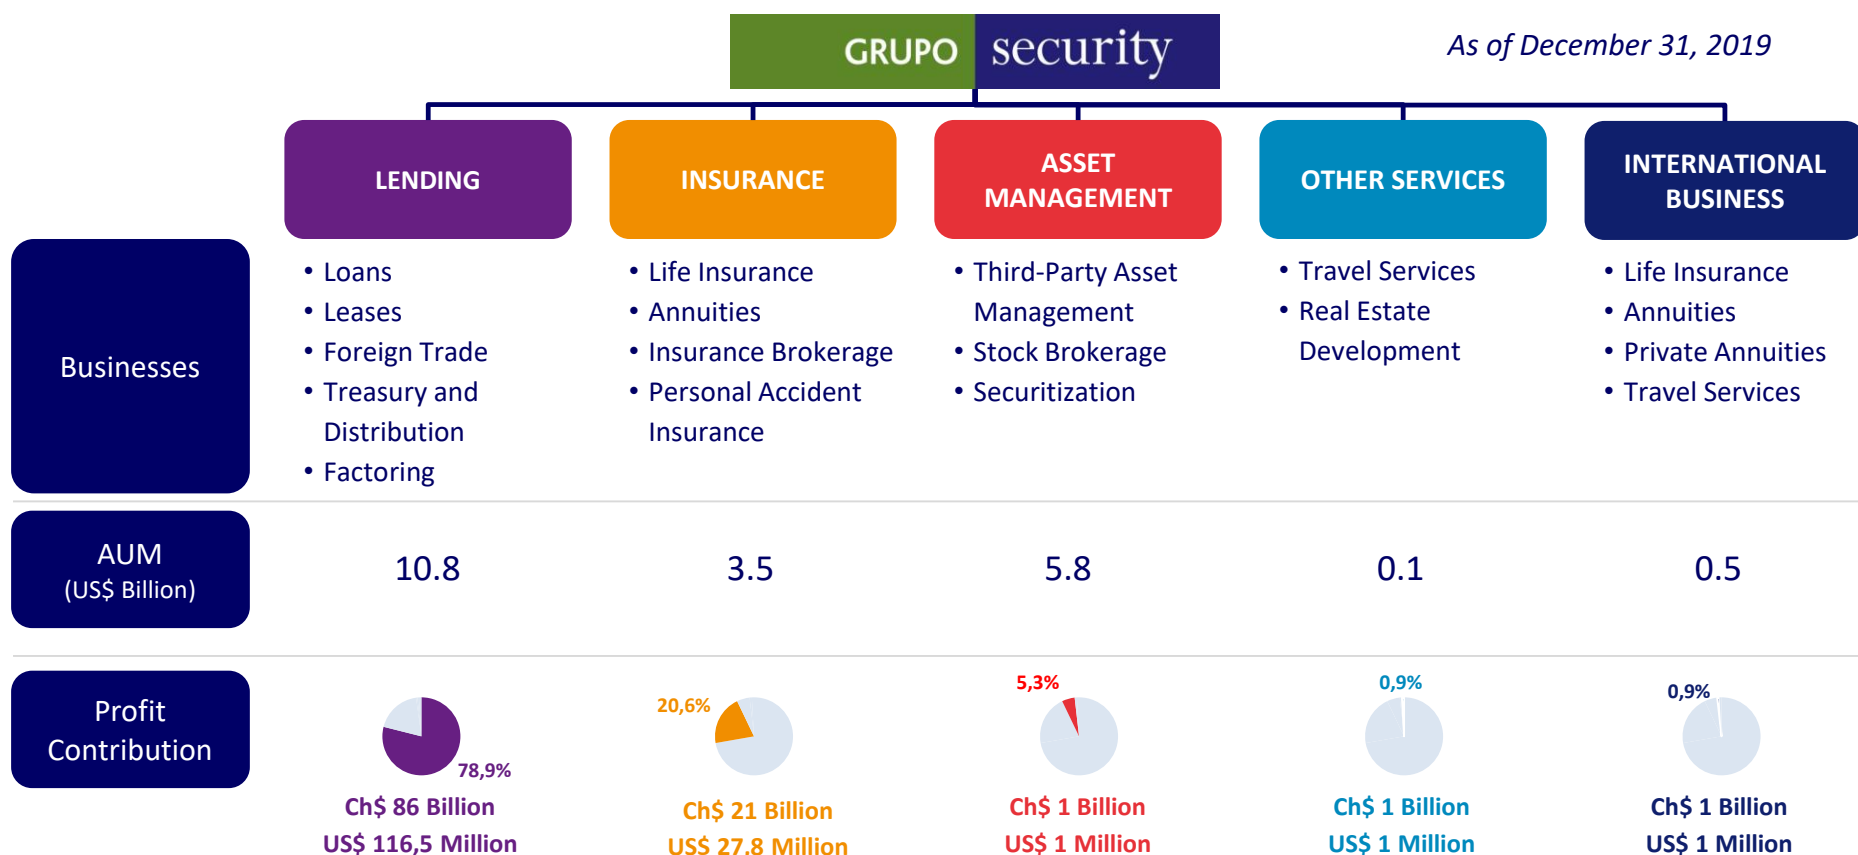 GRUPO security
As of December 31, 2019
LENDING
INSURANCE
ASSET
MANAGEMENT
OTHER SERVICES
INTERNATIONAL
BUSINESS
Businesses
• Loans
• Leases
• Foreign Trade
• Treasury and
Distribution
• Factoring
• Life Insurance
• Annuities
• Insurance Brokerage
• Personal Accident
Insurance
• Third-Party Asset
Management
• Stock Brokerage
• Securitization
• Travel Services
• Real Estate
Development
• Life Insurance
• Annuities
• Private Annuities
• Travel Services
AUM
(US$ Billion)
10.8
3.5
5.8
0.1
0.5
Profit
Contribution
78,9%
Ch$ 86 Billion
US$ 116,5 Million
20,6%
Ch$ 21 Billion
US$ 27,8 Million
5,3%
Ch$ 1 Billion
US$ 1 Million
0,9%
Ch$ 1 Billion
US$ 1 Million
0,9%
Ch$ 1 Billion
US$ 1 Million